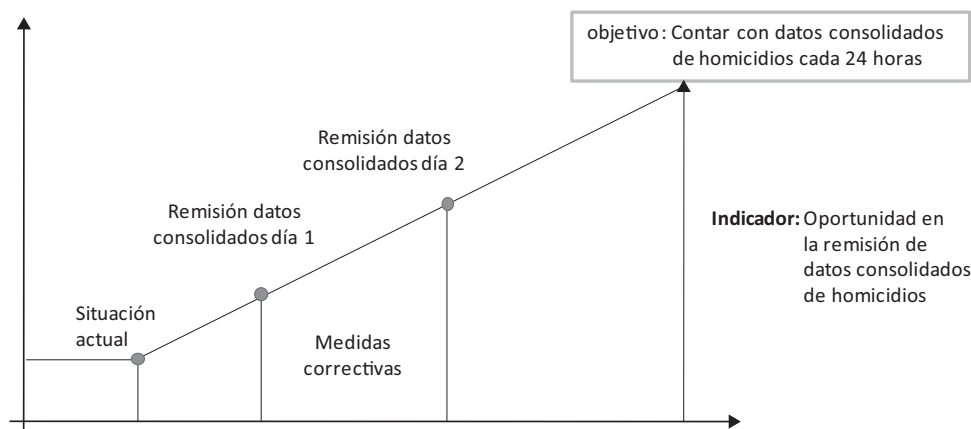 objetivo: Contar con datos consolidados
de homicidios cada 24 horas
Remisión datos
consolidados día 2
Remisión datos
consolidados día 1
Indicador: Oportunidad en
la remisión de
datos consolidados
de homicidios
Situación
actual
Medidas
correctivas